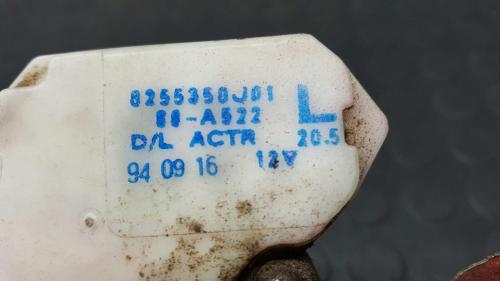 8255350J01
88-A522 L
D/L ACTR 20.5
94 09 16 12V